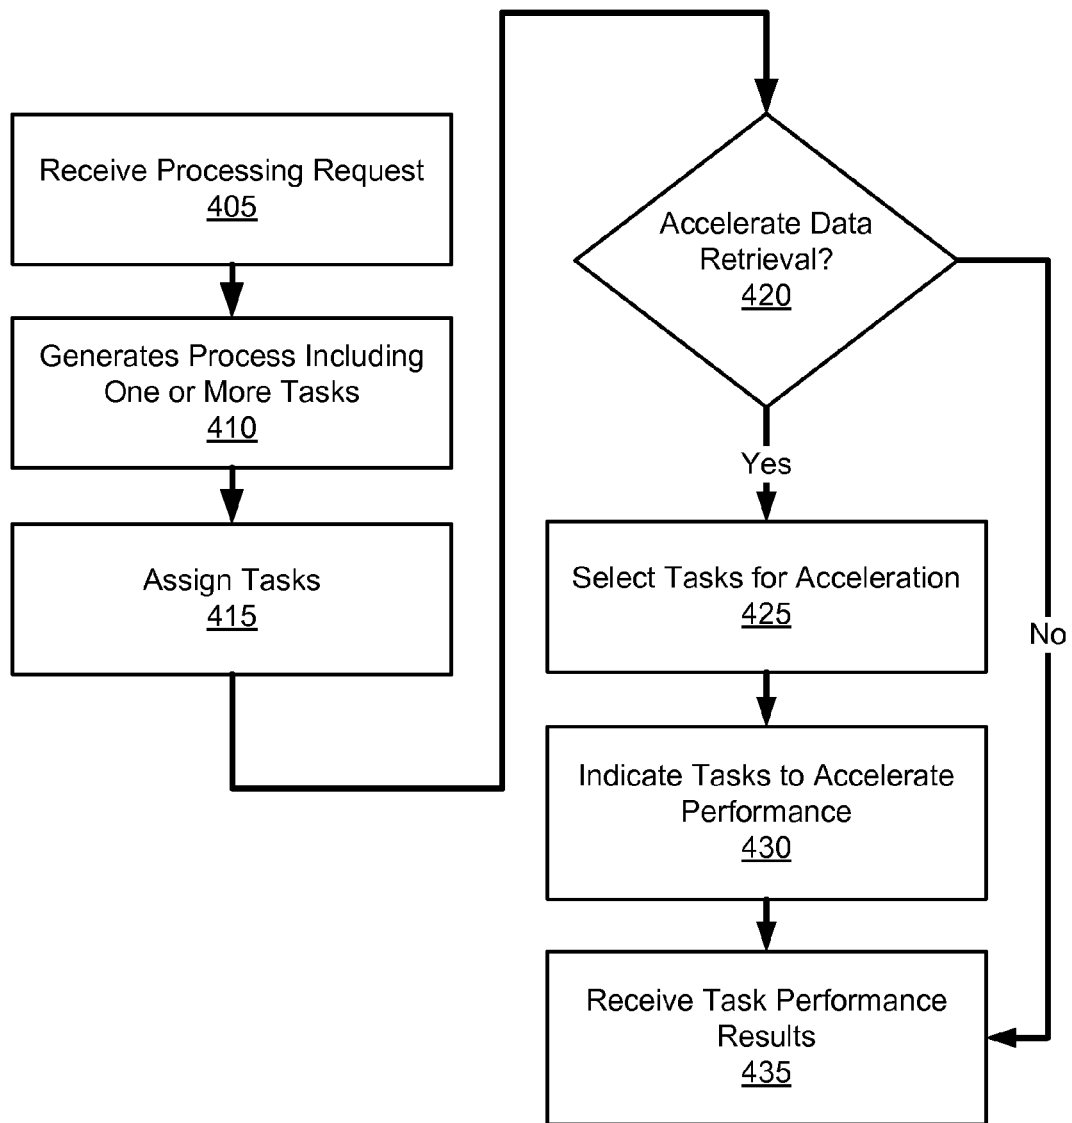 Receive Processing Request
405
Generates Process Including
One or More Tasks
410
Assign Tasks
415
Accelerate Data
Retrieval?
420
Yes
No
Select Tasks for Acceleration
425
Indicate Tasks to Accelerate
Performance
430
Receive Task Performance
Results
435